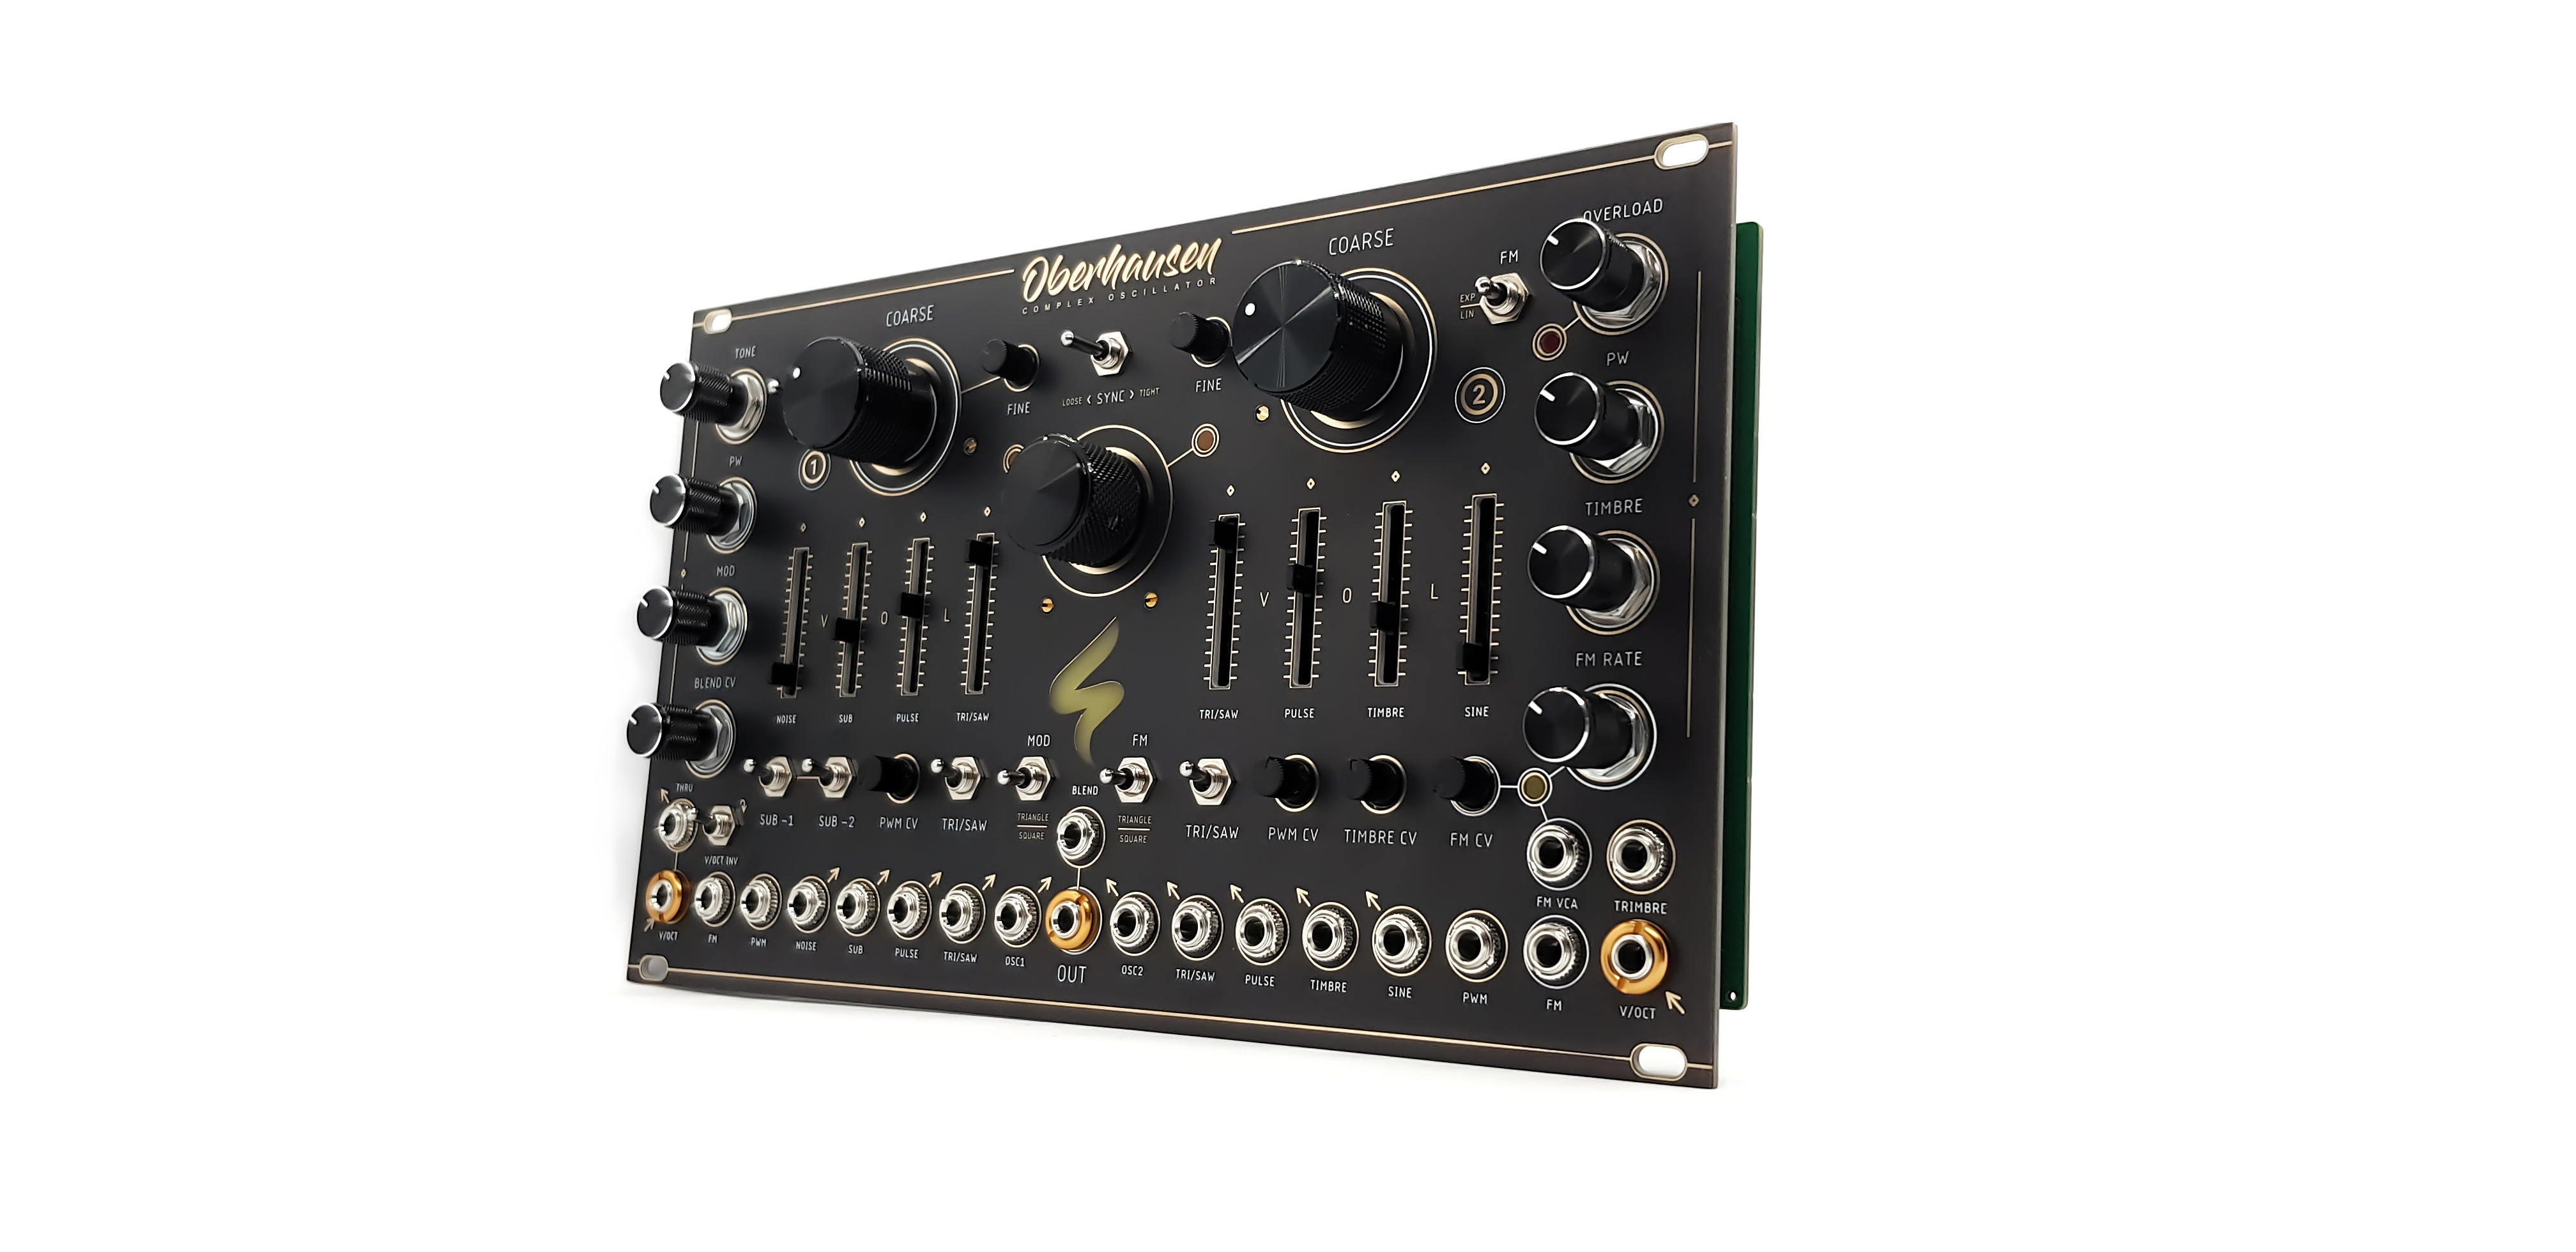 Oberhausen
COMPLEX OSCILLATOR
OVERLOAD
COARSE
COARSE
FM
EXP
LIN
TONE
FINE
LOOSE < SYNC > TIGHT
FINE
2
PW
PW
1
TIMBRE
MOD
V O L
V O L
FM RATE
BLEND CV
NOISE
SUB
PULSE
TRI/SAW
TRI/SAW
PULSE
TIMBRE
SINE
MOD
FM
THRU
BLEND
SUB -1
SUB -2
PWM CV
TRI/SAW
TRIANGLE
SQUARE
TRIANGLE
SQUARE
TRI/SAW
PWM CV
TIMBRE CV
FM CV
V/OCT INV
FM VCA
TRIMBRE
V/OCT
FM
PWM
NOISE
SUB
PULSE
TRI/SAW
OSC1
OUT
OSC2
TRI/SAW
PULSE
TIMBRE
SINE
PWM
FM
V/OCT